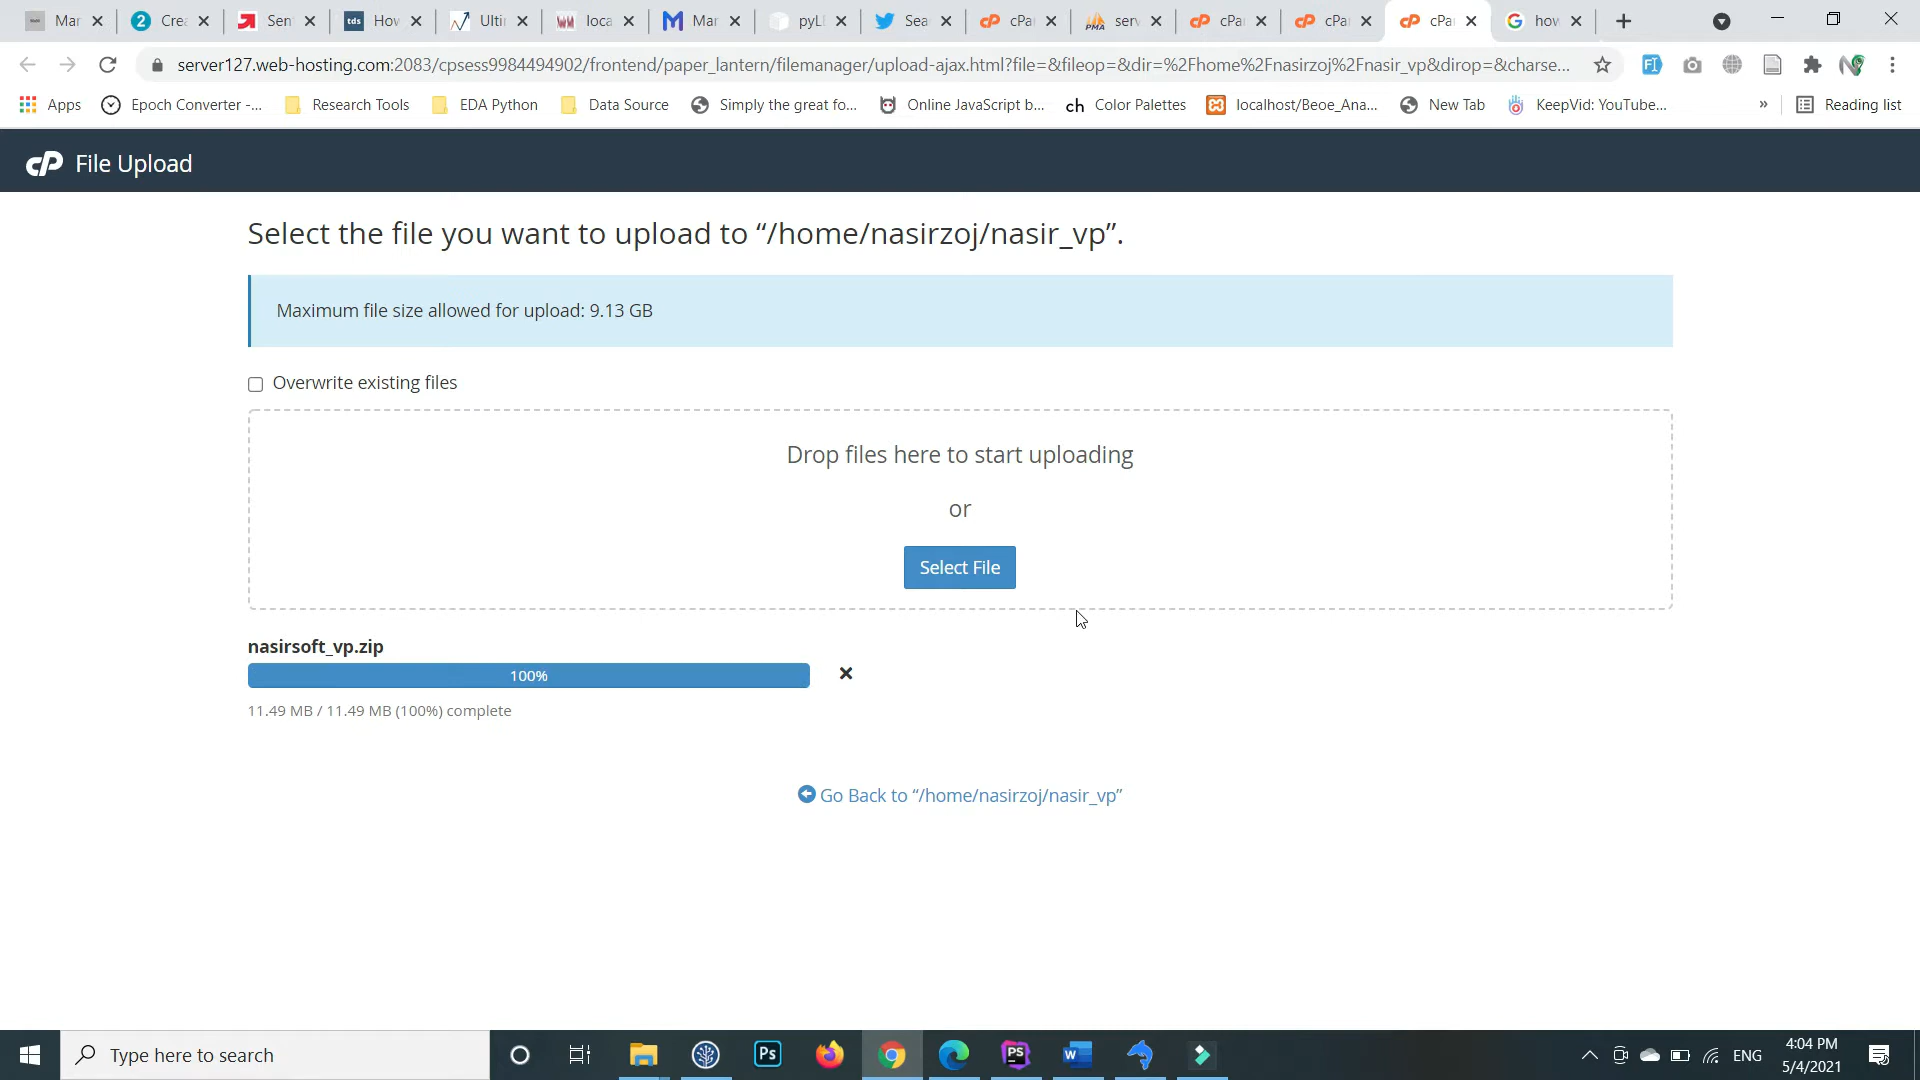 Mar
Crea
Sen
How
Ultir
loca
Mar
pyLD
Sea
cPa
serv
cPa
cPa
cPa
how
server127.web-hosting.com:2083/cpsess9984494902/frontend/paper_lantern/filemanager/upload-ajax.html?file=&fileop=&dir=%2Fhome%2Fnasirzoj%2Fnasir_vp&dirop=&charse...
Apps
Epoch Converter -...
Research Tools
EDA Python
Data Source
Simply the great fo...
Online JavaScript b...
ch Color Palettes
localhost/Beoe_Ana...
New Tab
KeepVid: YouTube...
»
Reading list
cP File Upload
Select the file you want to upload to “/home/nasirzoj/nasir_vp”.
Maximum file size allowed for upload: 9.13 GB
Overwrite existing files
Drop files here to start uploading
or
Select File
nasirsoft_vp.zip
100%
11.49 MB / 11.49 MB (100%) complete
Go Back to “/home/nasirzoj/nasir_vp”
Type here to search
ENG
4:04 PM
5/4/2021